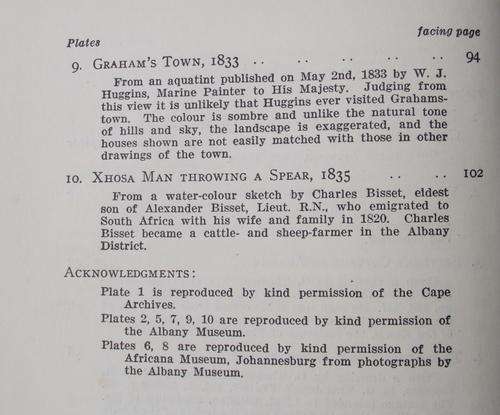 facing page
Plates
9. GRAHAM'S TOWN, 1833 .. .. .. .. .. 94
From an aquatint published on May 2nd, 1833 by W. J.
Huggins, Marine Painter to His Majesty. Judging from
this view it is unlikely that Huggins ever visited Grahams-
town. The colour is sombre and unlike the natural tone
of hills and sky, the landscape is exaggerated, and the
houses shown are not easily matched with those in other
drawings of the town.
10. XHOSA MAN THROWING A SPEAR, 1835 .. .. 102
From a water-colour sketch by Charles Bisset, eldest
son of Alexander Bisset, Lieut. R.N., who emigrated to
South Africa with his wife and family in 1820. Charles
Bisset became a cattle- and sheep-farmer in the Albany
District.
ACKNOWLEDGMENTS:
Plate 1 is reproduced by kind permission of the Cape
Archives.
Plates 2, 5, 7, 9, 10 are reproduced by kind permission of
the Albany Museum.
Plates 6, 8 are reproduced by kind permission of the
Africana Museum, Johannesburg from photographs by
the Albany Museum.